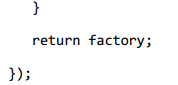 }
return factory;
});